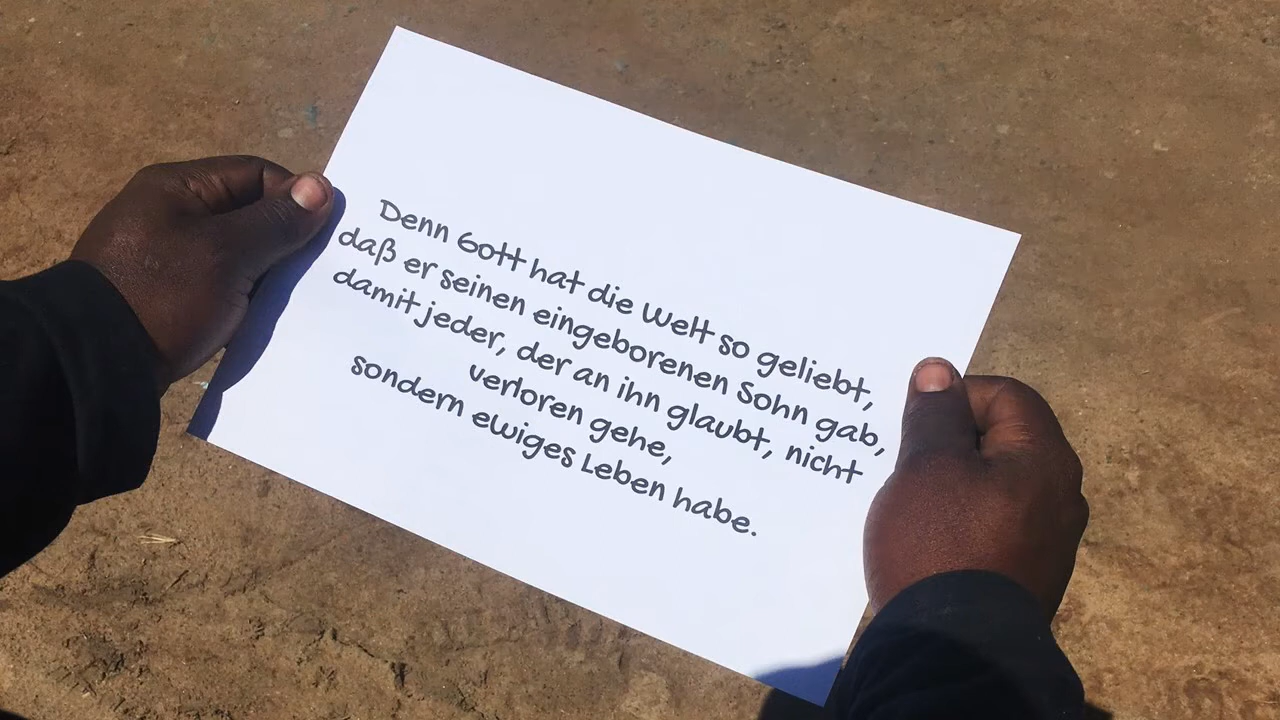 Denn Gott hat die Welt so geliebt,
daß er seinen eingeborenen Sohn gab,
damit jeder, der an ihn glaubt, nicht
verloren gehe,
sondern ewiges Leben habe.